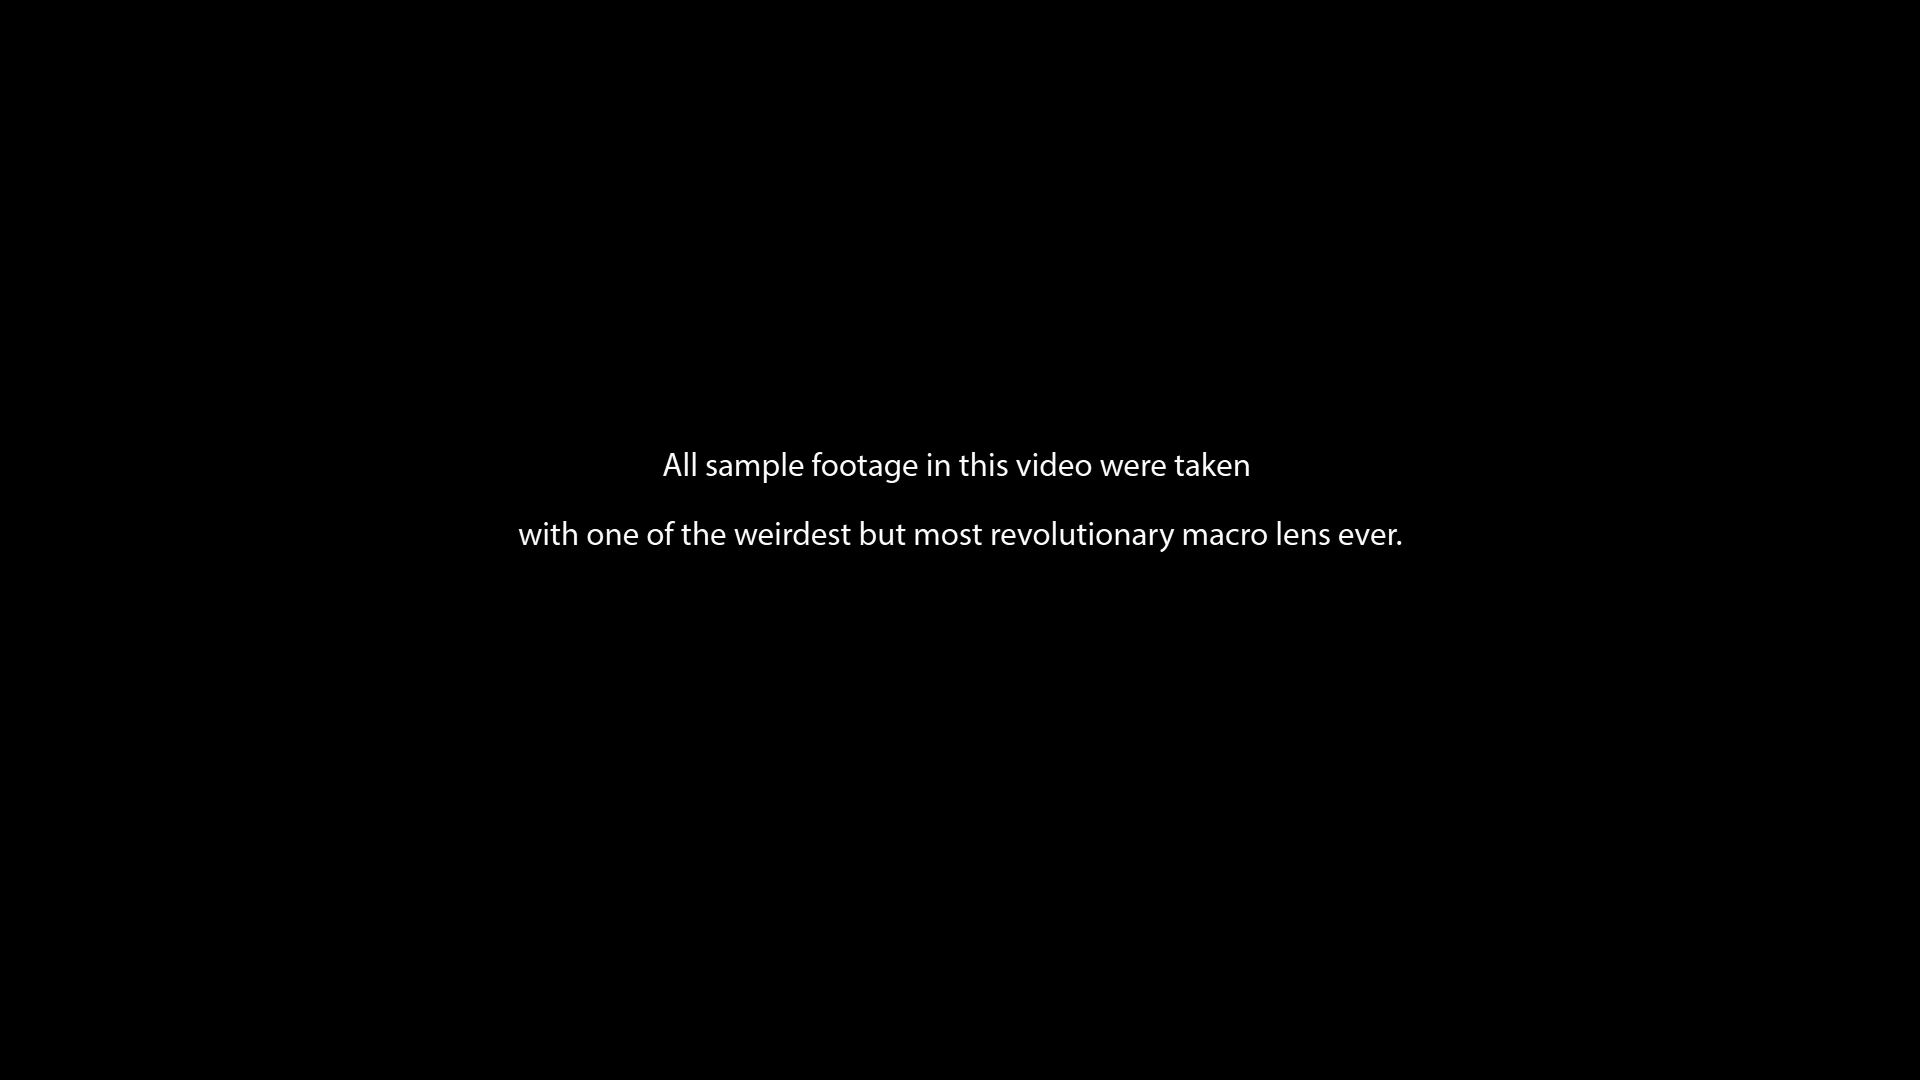 All sample footage in this video were taken
with one of the weirdest but most revolutionary macro lens ever.